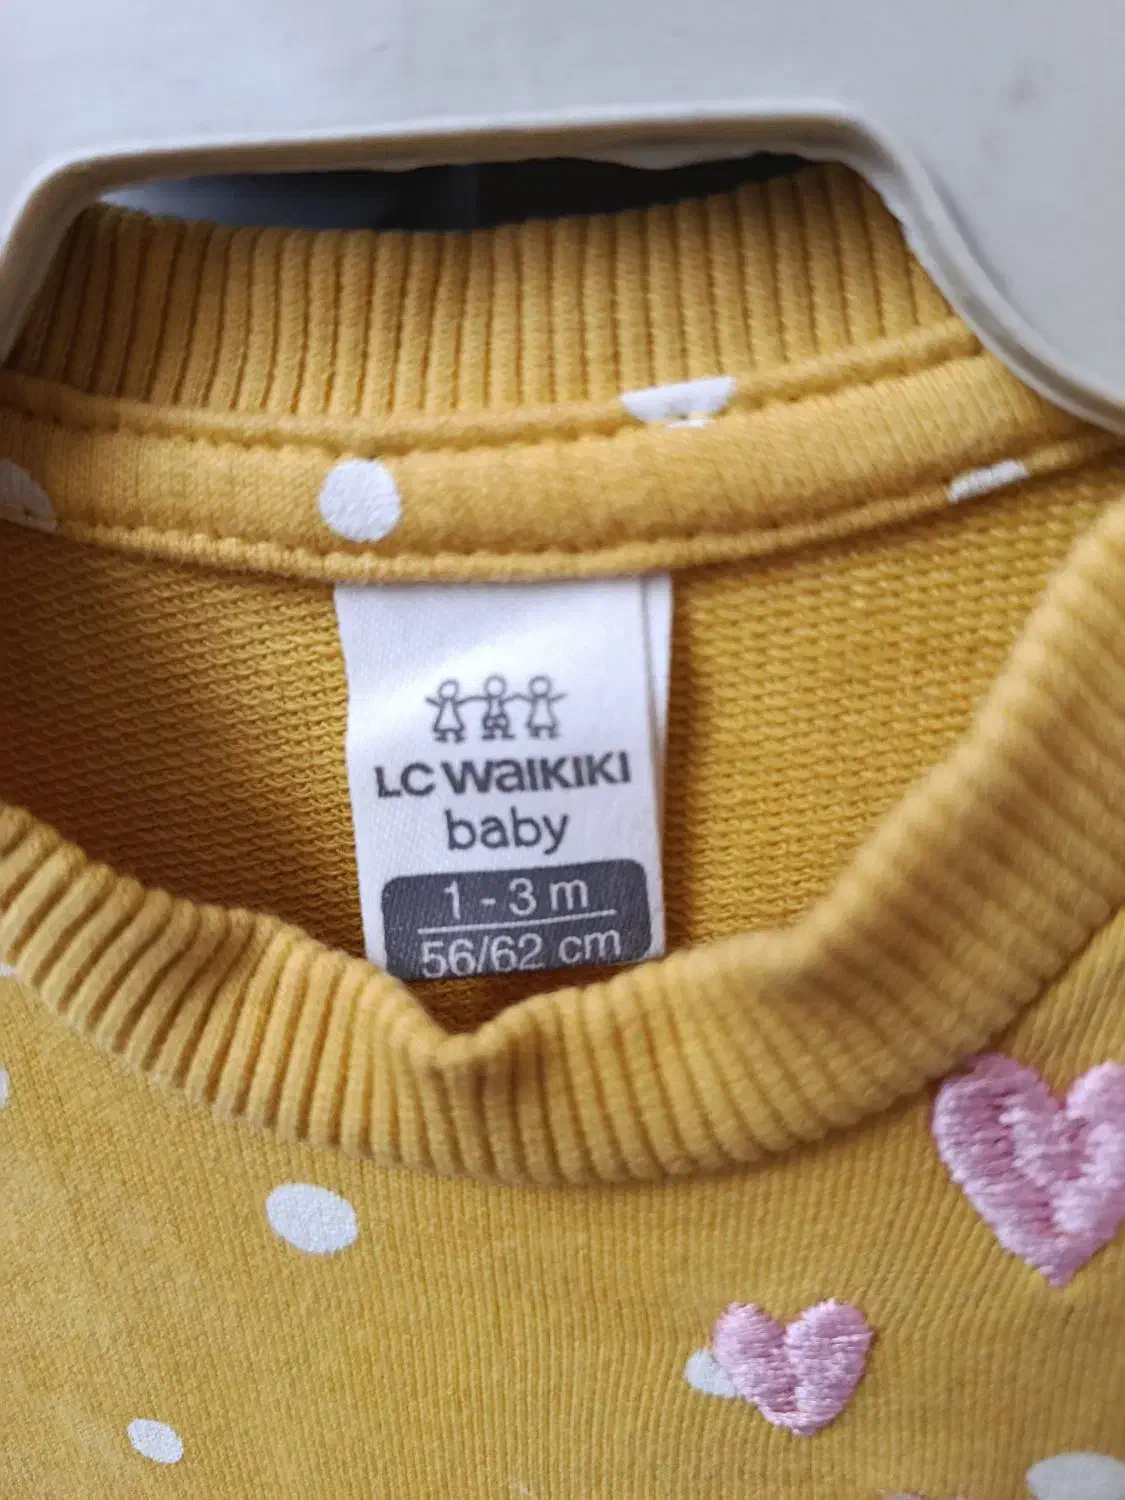 LC WAIKIKI
baby
1 - 3 m
56/62 cm